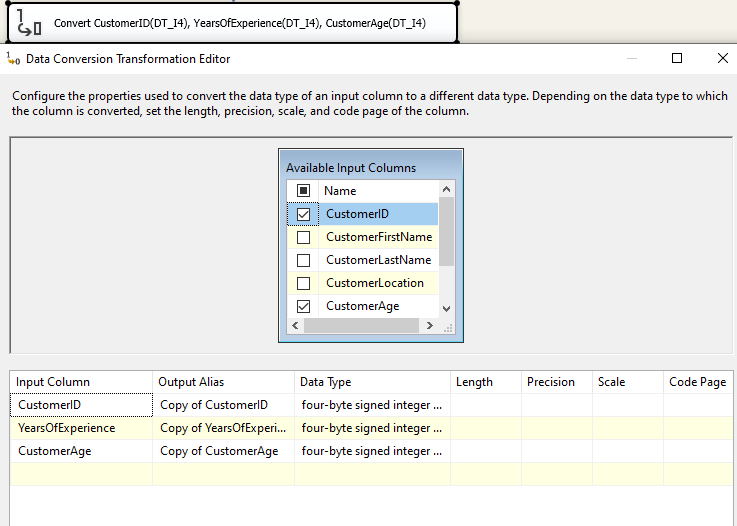 Convert CustomerID(DT_I4), YearsOfExperience(DT_I4), CustomerAge(DT_I4)
Data Conversion Transformation Editor
Configure the properties used to convert the data type of an input column to a different data type. Depending on the data type to which
the column is converted, set the length, precision, scale, and code page of the column.
Available Input Columns
Name
CustomerID
CustomerFirstName
CustomerLastName
CustomerLocation
CustomerAge
Input Column Output Alias Data Type Length Precision Scale Code Page
CustomerID Copy of CustomerID four-byte signed integer ...
YearsOfExperience Copy of YearsOfExperi... four-byte signed integer ...
CustomerAge Copy of CustomerAge four-byte signed integer ...